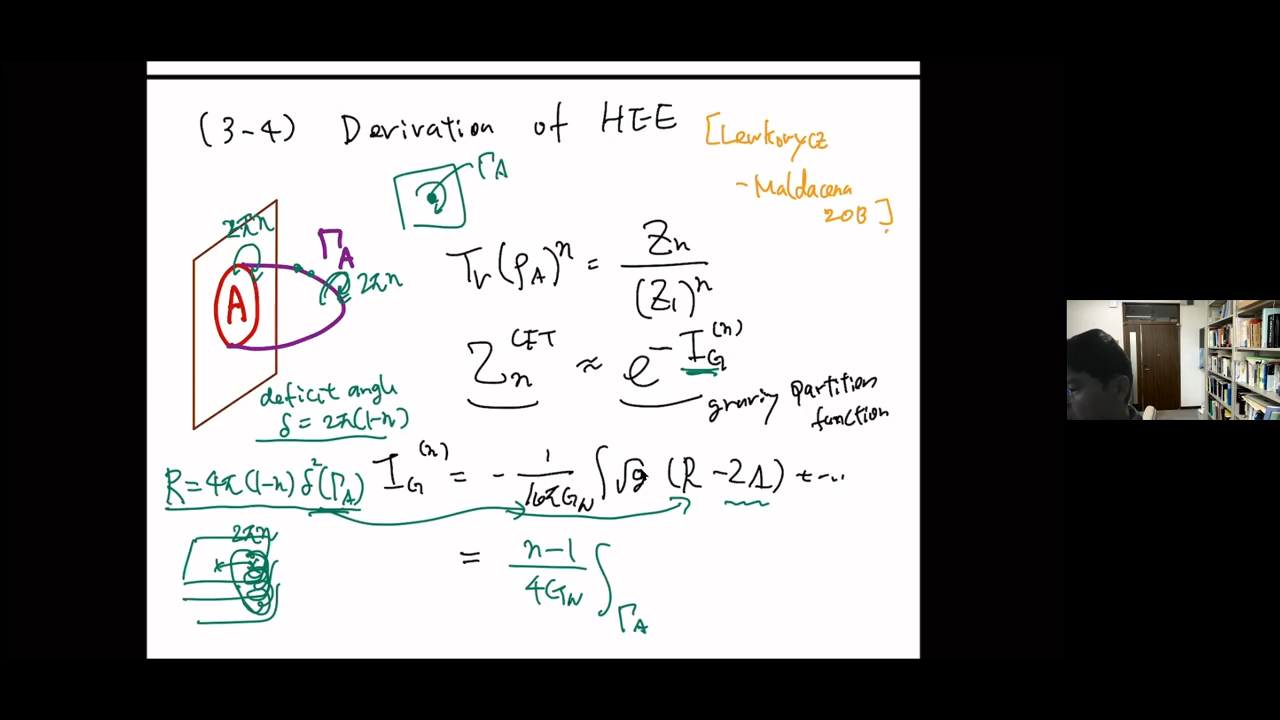 (3-4) Derivation of HEE [Lewkowycz
-Maldacena
2013]
Γ_A
2πn
Γ_A
2πn
A
Tr(ρ_A)^n = Z_n / (Z_1)^n
Z_n^CFT ≈ e^{-I_G^(n)}
gravity partition
function
deficit angle
δ = 2π(1-n)
R = 4π(1-n) δ²(Γ_A)
I_G^(n) = - 1/16πG_N ∫ √g (R - 2Λ) + ...
2πn
= n-1/4G_N ∫_Γ_A